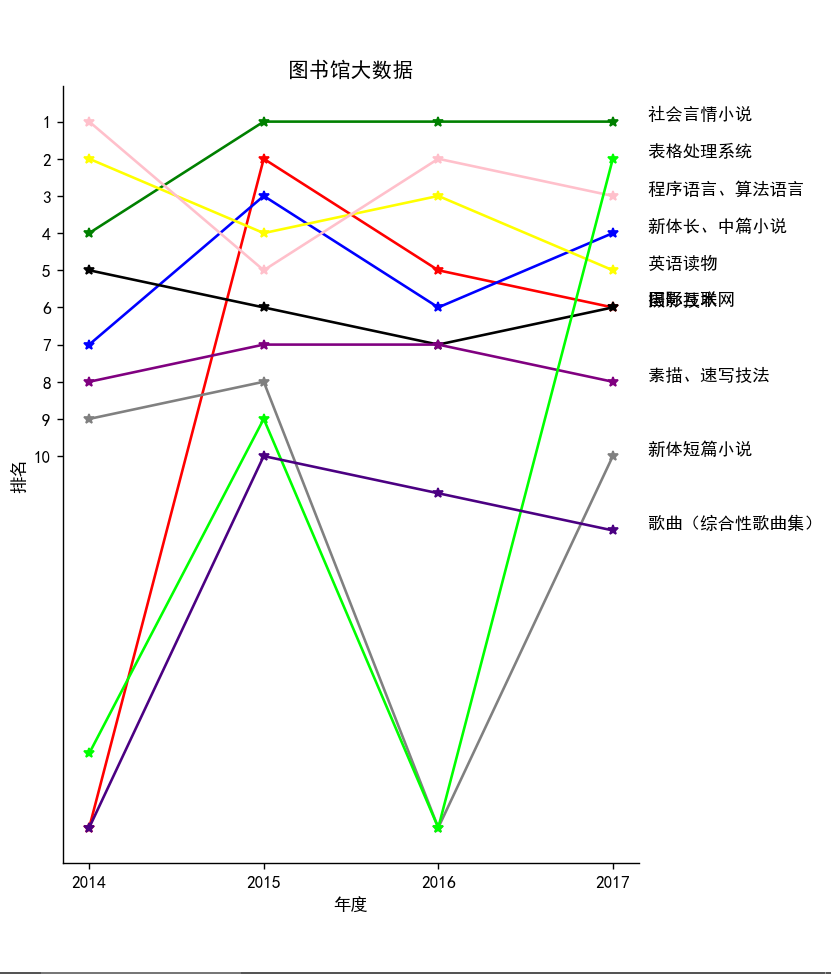 图书馆大数据
社会言情小说
表格处理系统
程序语言、算法语言
新体长、中篇小说
英语读物
素描、速写技法
新体短篇小说
歌曲（综合性歌曲集）
1
2
3
4
5
6
7
8
9
10
排名
2014
2015
2016
2017
年度